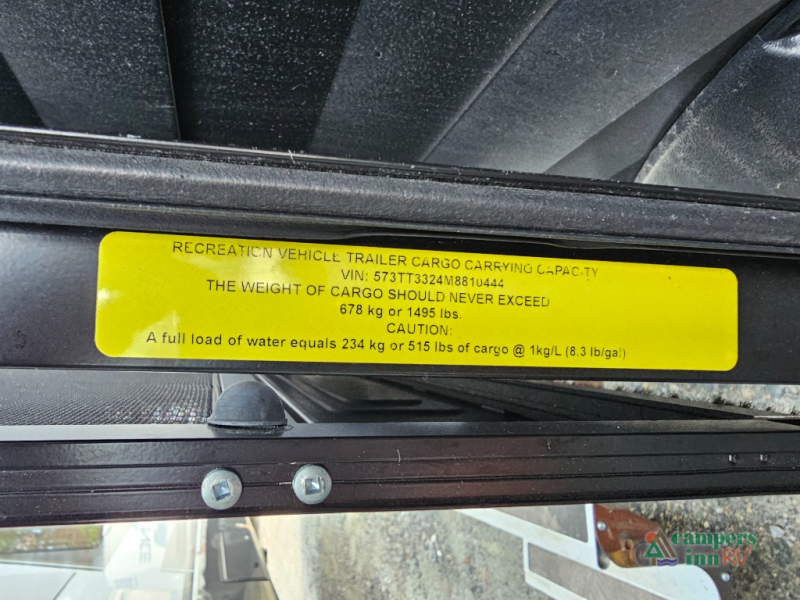 RECREATION VEHICLE TRAILER CARGO CARRYING CAPACITY
VIN: 573TT3324M8810444
THE WEIGHT OF CARGO SHOULD NEVER EXCEED
678 kg or 1495 lbs.
CAUTION:
A full load of water equals 234 kg or 515 lbs of cargo @ 1kg/L (8.3 lb/gal)
campers
inn RV